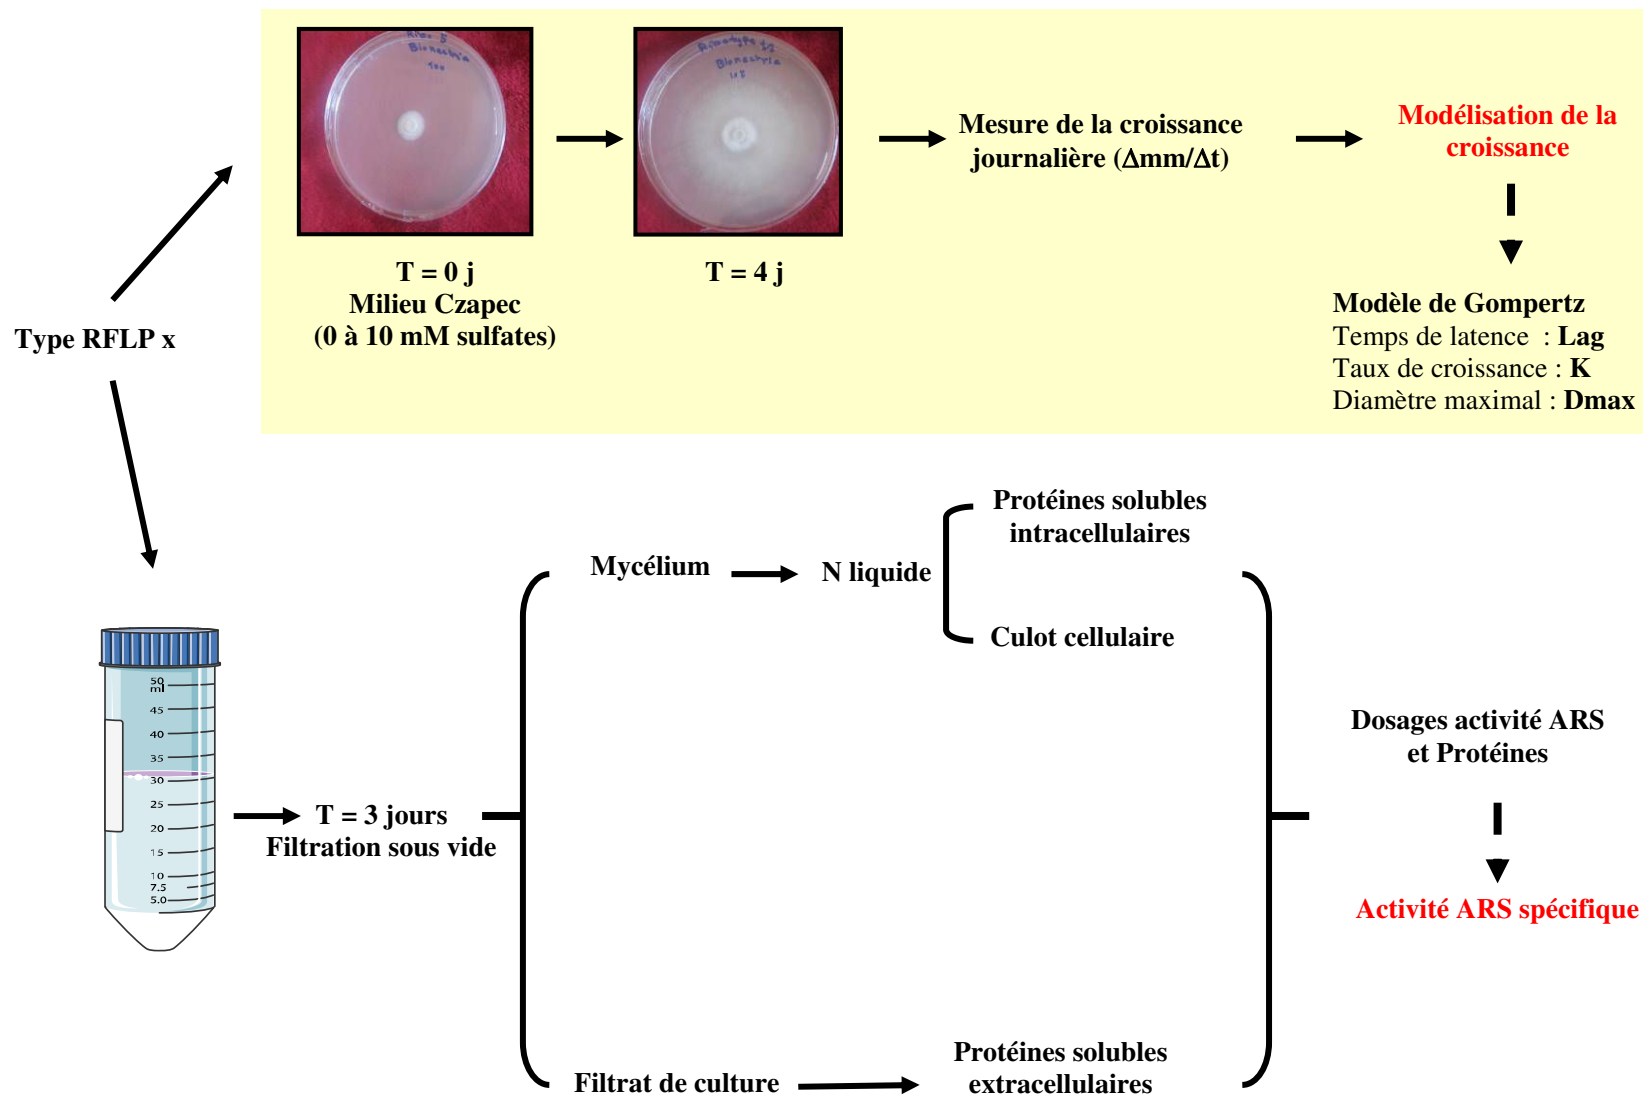 Bionectria
100
Bionectria
Mesure de la croissance
journalière (Δmm/Δt)
Modélisation de la
croissance
T = 0 j
Milieu Czapec
(0 à 10 mM sulfates)
T = 4 j
Modèle de Gompertz
Temps de latence : Lag
Taux de croissance : K
Diamètre maximal : Dmax
Type RFLP x
50
ml
45
40
35
30
25
20
15
10
7.5
5.0
T = 3 jours
Filtration sous vide
Mycélium
N liquide
Protéines solubles
intracellulaires
Culot cellulaire
Filtrat de culture
Protéines solubles
extracellulaires
Dosages activité ARS
et Protéines
Activité ARS spécifique